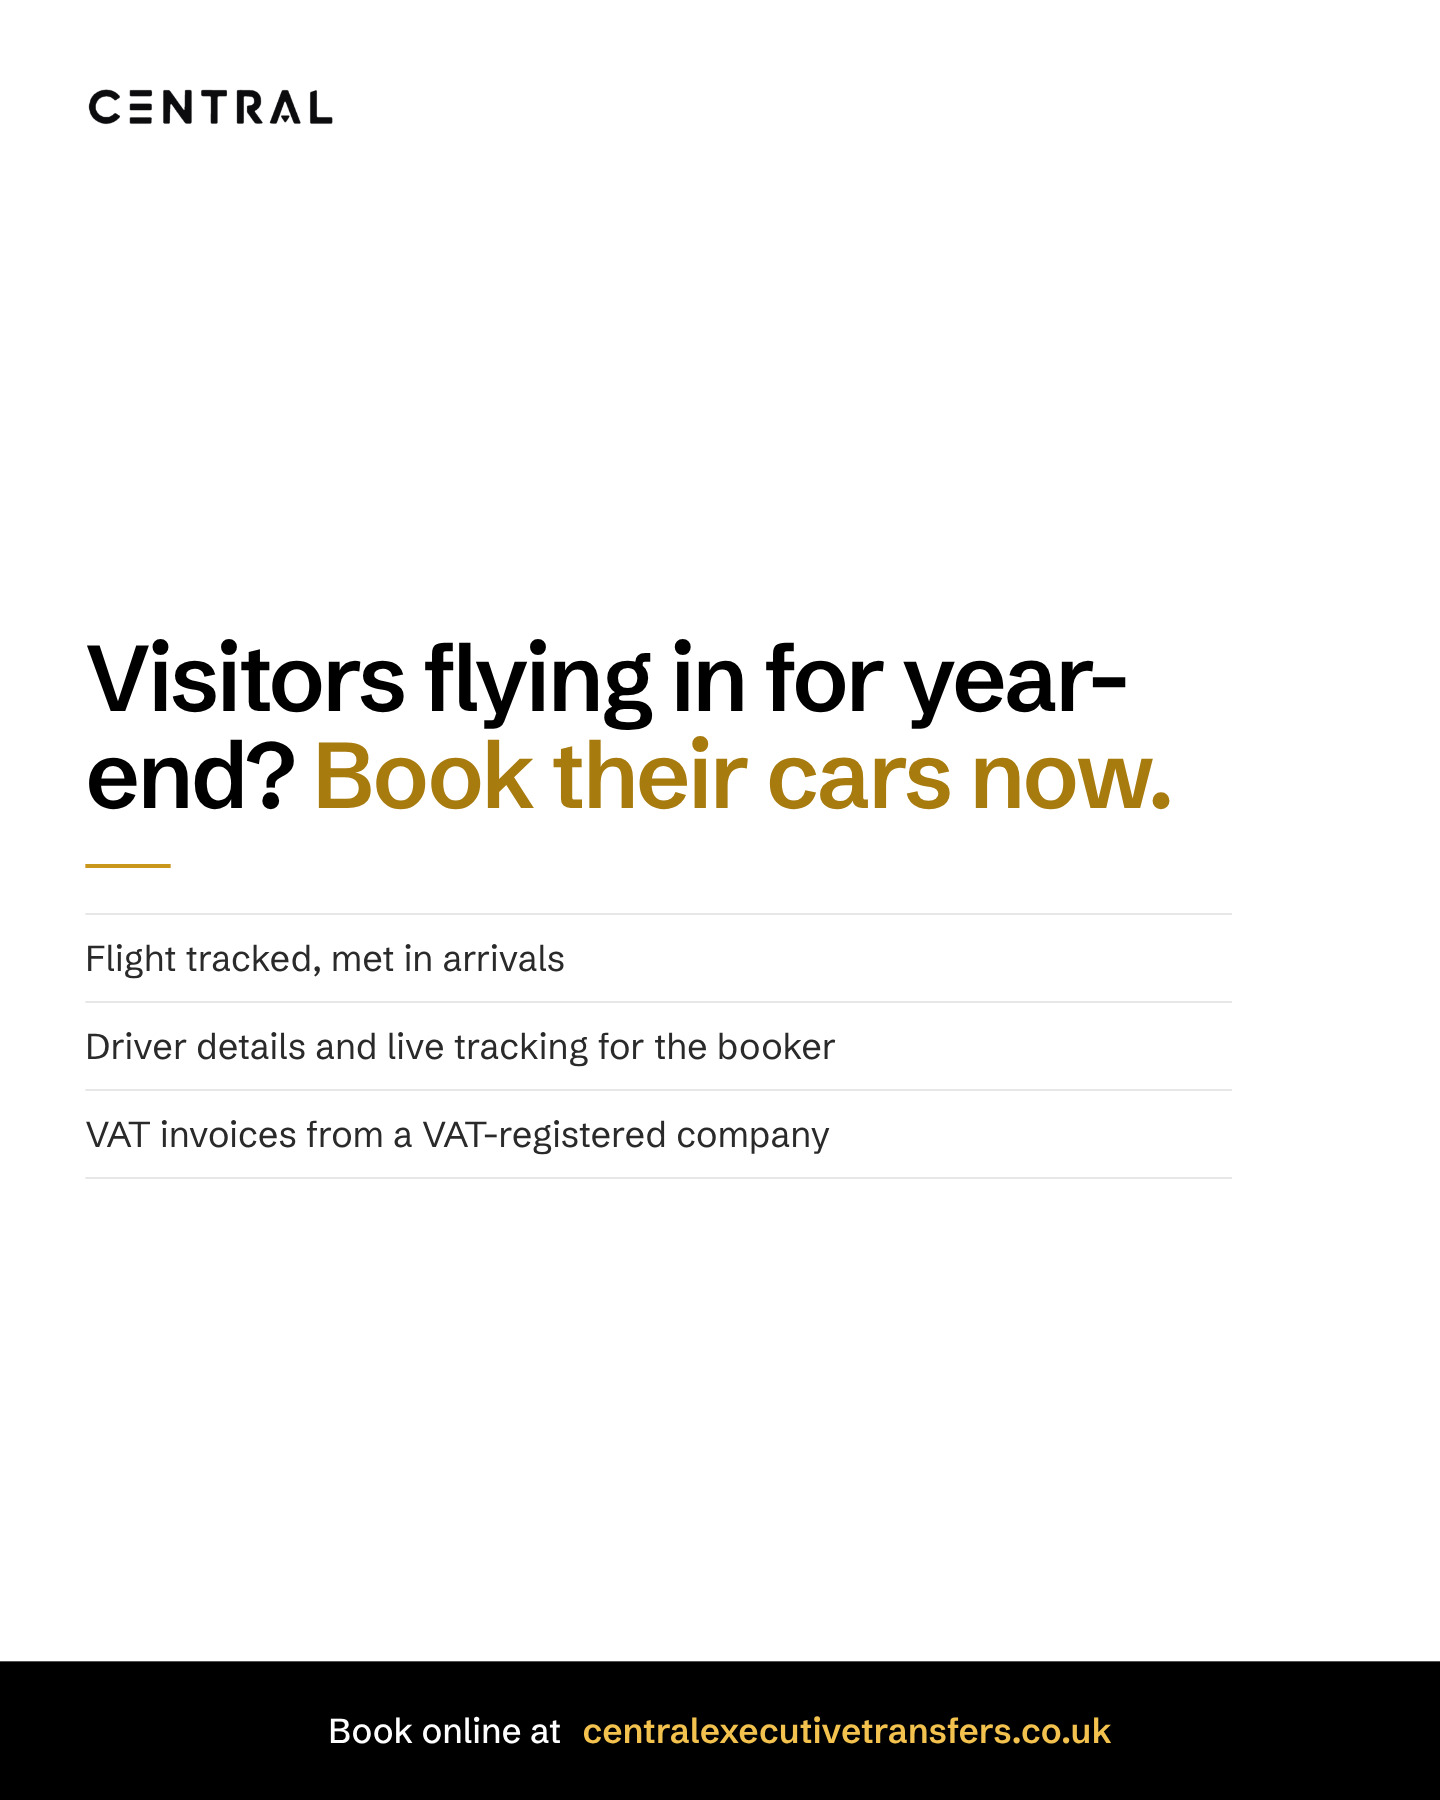 CENTRAL
Visitors flying in for year-
end? Book their cars now.
Flight tracked, met in arrivals
Driver details and live tracking for the booker
VAT invoices from a VAT-registered company
Book online at centralexecutivetransfers.co.uk